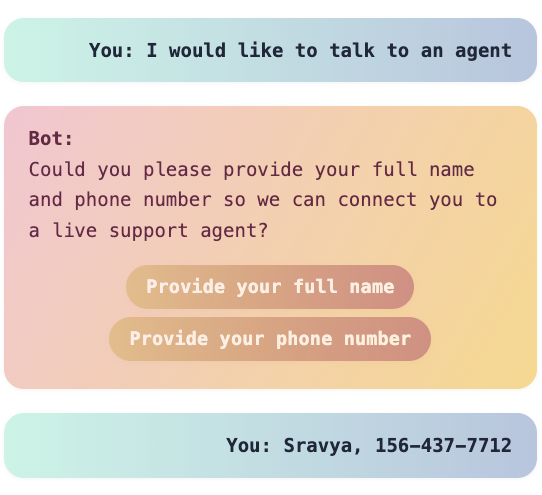 You: I would like to talk to an agent
Bot:
Could you please provide your full name
and phone number so we can connect you to
a live support agent?
Provide your full name
Provide your phone number
You: Sravya, 156-437-7712